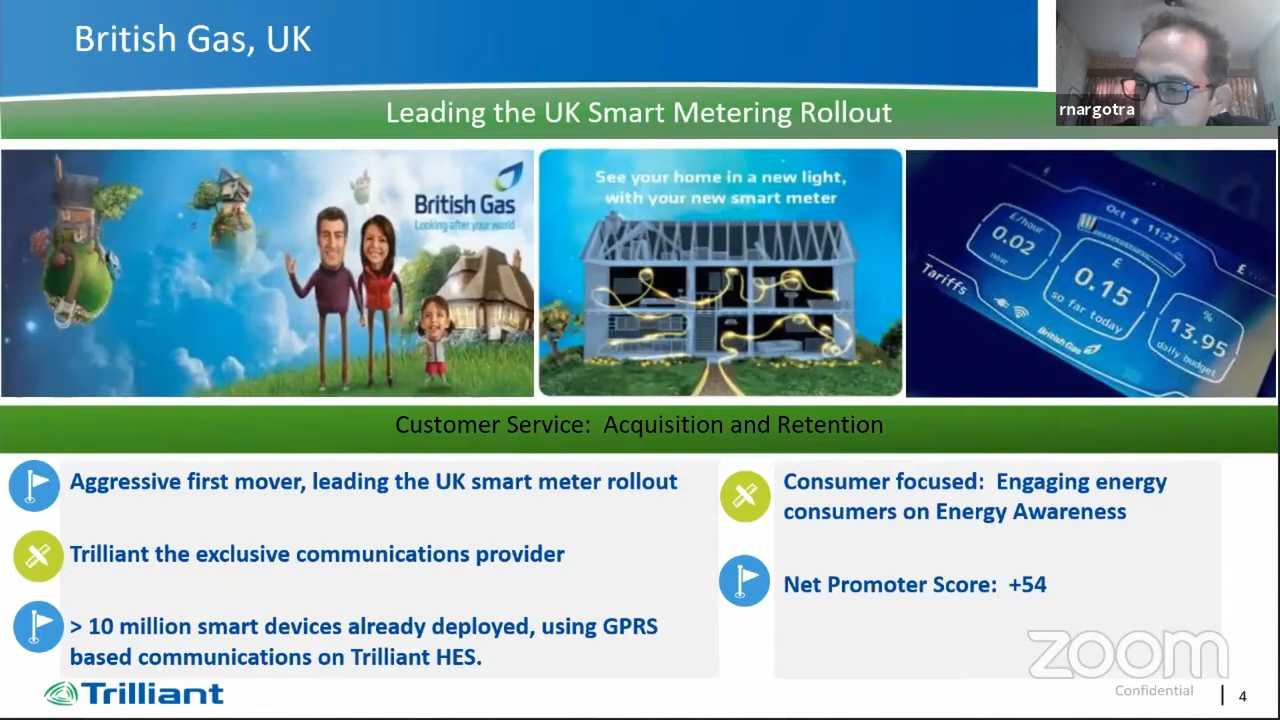 British Gas, UK
rnargotra
Leading the UK Smart Metering Rollout
British Gas
Looking after your world
See your home in a new light,
with your new smart meter
Oct 4 11:27
£/hour
0.02
now
£
0.15
so far today
£
%
13.95
daily budget
Tariffs
British Gas
Customer Service: Acquisition and Retention
Aggressive first mover, leading the UK smart meter rollout
Trilliant the exclusive communications provider
> 10 million smart devices already deployed, using GPRS
based communications on Trilliant HES.
Consumer focused: Engaging energy
consumers on Energy Awareness
Net Promoter Score: +54
zoom
Trilliant
Confidential
4